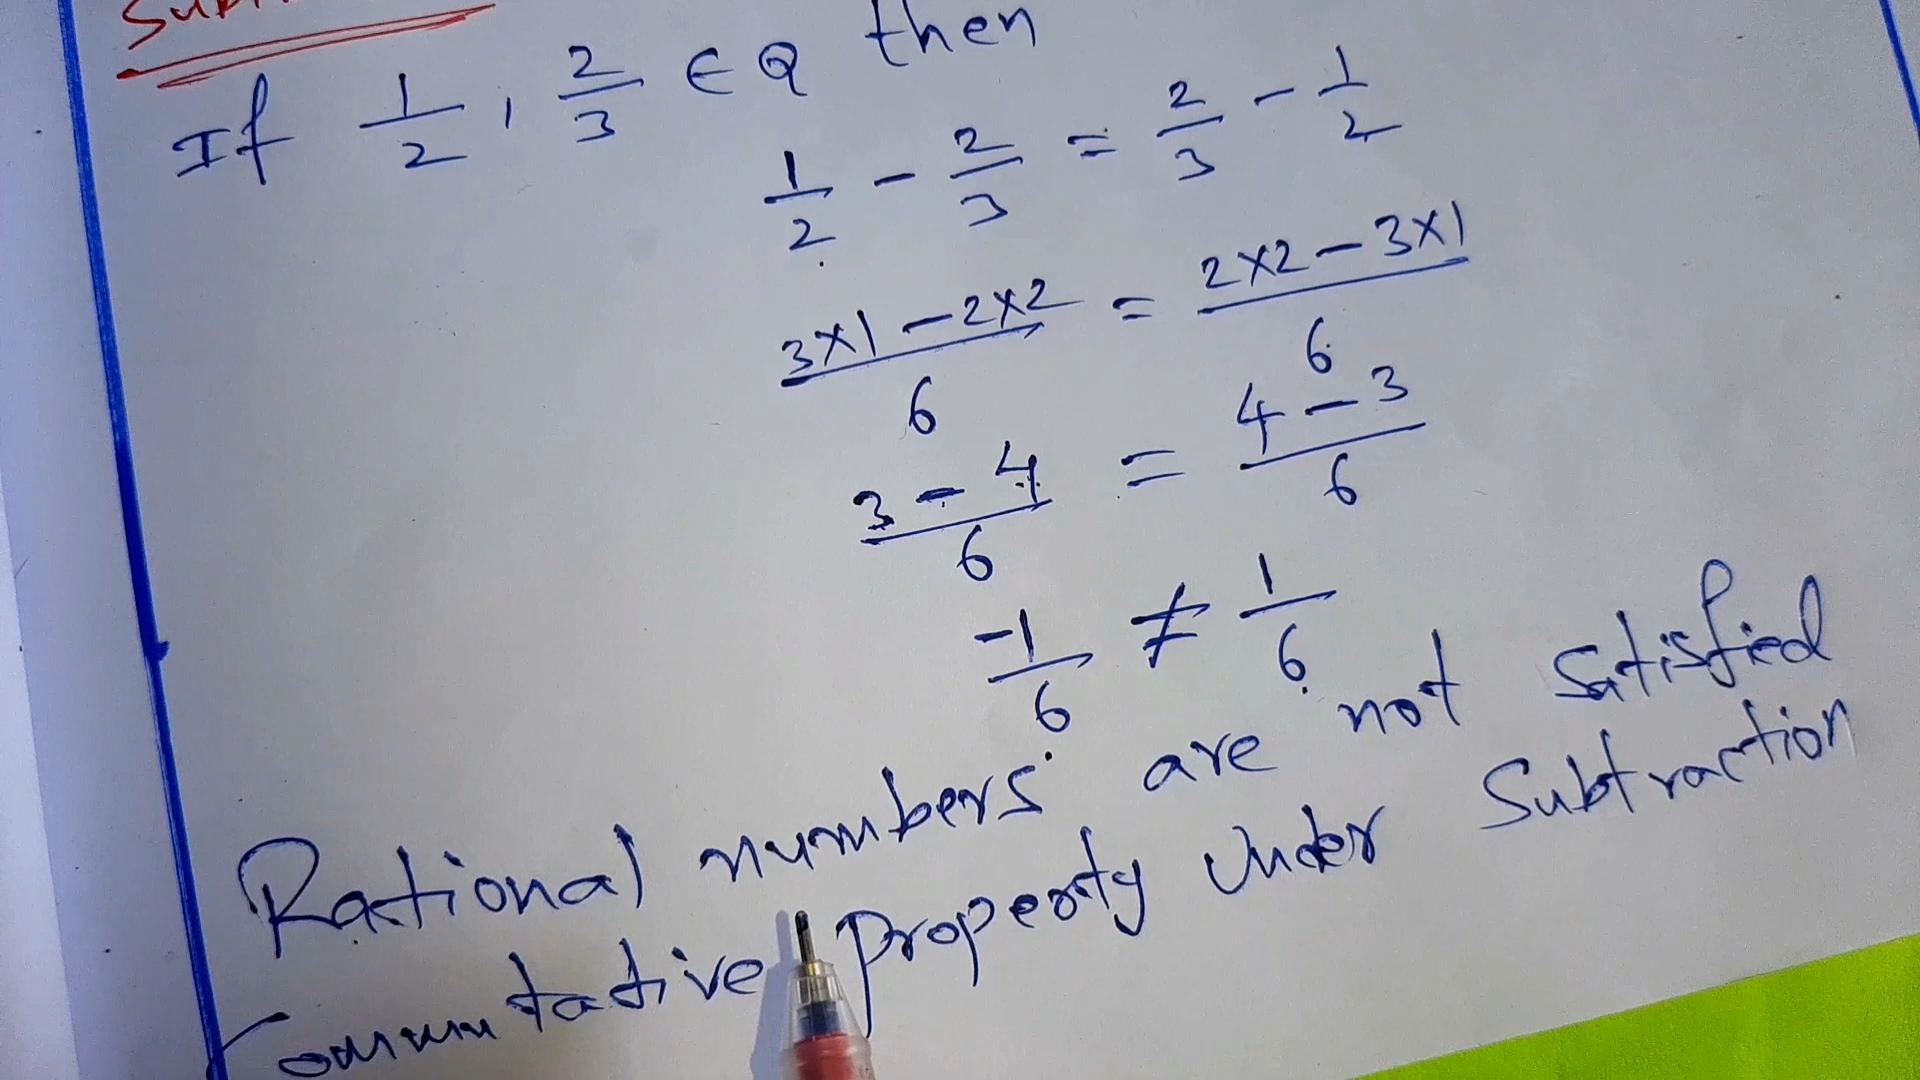 If 1/2, 2/3 ∈ Q then
1/2 - 2/3 = 2/3 - 1/2
(3×1 - 2×2)/6 = (2×2 - 3×1)/6
(3 - 4)/6 = (4 - 3)/6
-1/6 ≠ 1/6
Rational numbers are not satisfied
Commutative Property Under Subtraction